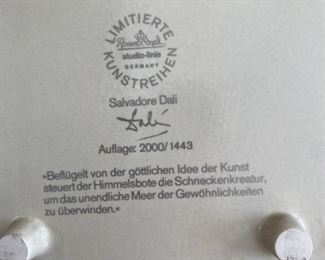 LIMITIERTE
Rosenthal
studio-linie
GERMANY
KUNSTREIHEN
Salvadore Dali
Dalí
Auflage: 2000/1443
»Beflügelt von der göttlichen Idee der Kunst
steuert der Himmelsbote die Schneckenkreatur,
um das unendliche Meer der Gewöhnlichkeiten
zu überwinden.«